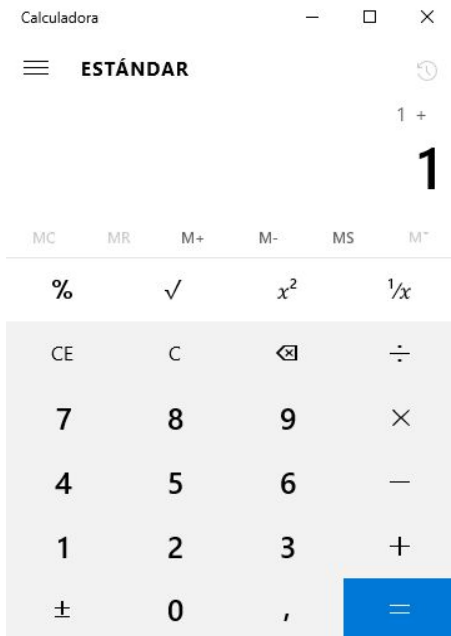 Calculadora
ESTÁNDAR
1 +
1
MC MR M+ M- MS M˅
% √ x² ¹/x
CE C ⌫ ÷
7 8 9 ×
4 5 6 −
1 2 3 +
± 0 , =